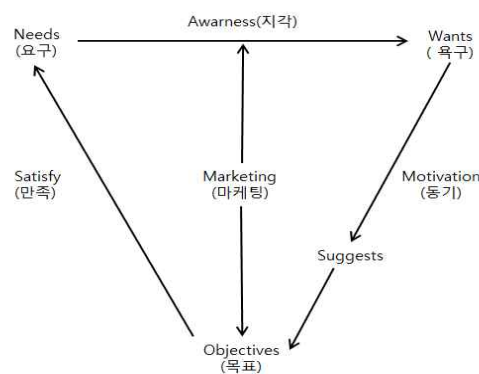 Awarness(지각)
Needs
(요구)
Wants
( 욕구)
Satisfy
(만족)
Marketing
(마케팅)
Motivation
(동기)
Suggests
Objectives
(목표)